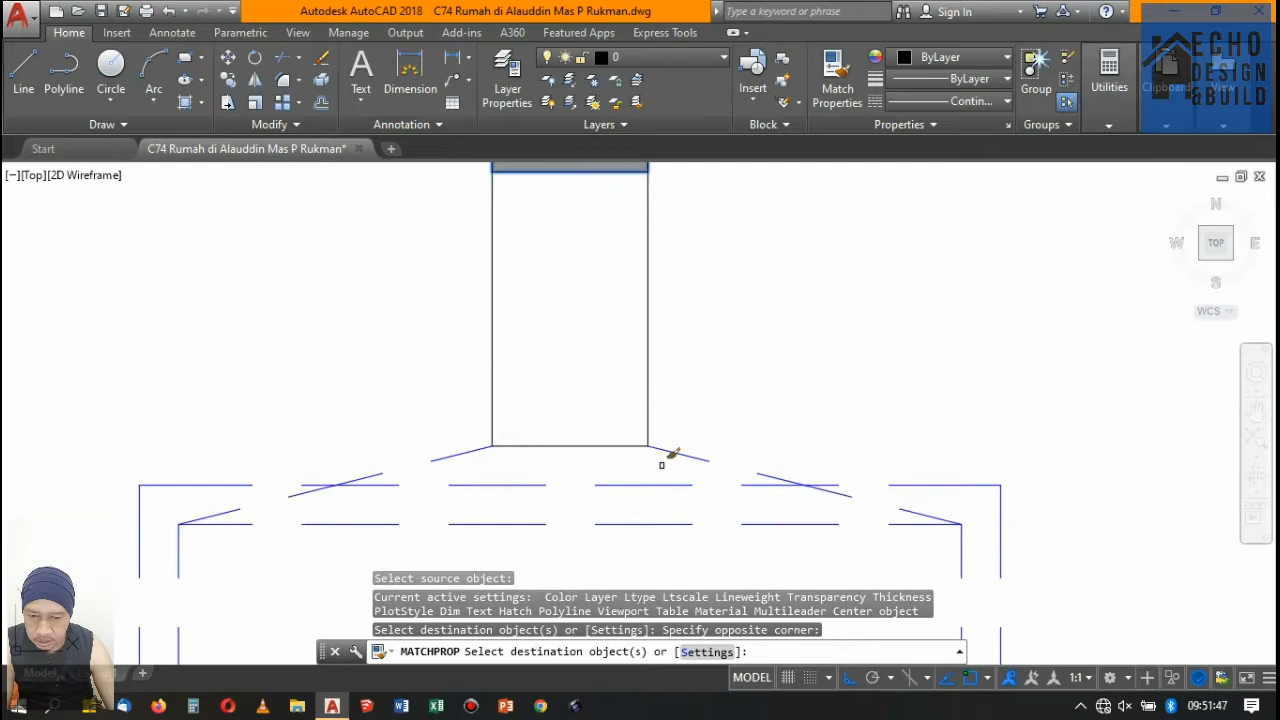 Autodesk AutoCAD 2018 C74 Rumah di Alauddin Mas P Rukman.dwg
Type a keyword or phrase
Sign In
Home Insert Annotate Parametric View Manage Output Add-ins A360 Featured Apps Express Tools
ECHO
DESIGN
&BUILD
0
ByLayer
ByLayer
Contin...
Line Polyline Circle Arc
Text Dimension
Layer
Properties
Insert
Match
Properties
Group
Utilities
Clipboard
View
Draw Modify Annotation Layers Block Properties Groups
Start
C74 Rumah di Alauddin Mas P Rukman*
[−][Top][2D Wireframe]
N
W
TOP
E
S
WCS
Select source object:
Current active settings: Color Layer Ltype Ltscale Lineweight Transparency Thickness
PlotStyle Dim Text Hatch Polyline Viewport Table Material Multileader Center object
Select destination object(s) or [Settings]: Specify opposite corner:
MATCHPROP Select destination object(s) or [Settings]:
Model
MODEL
1:1
09:51:47